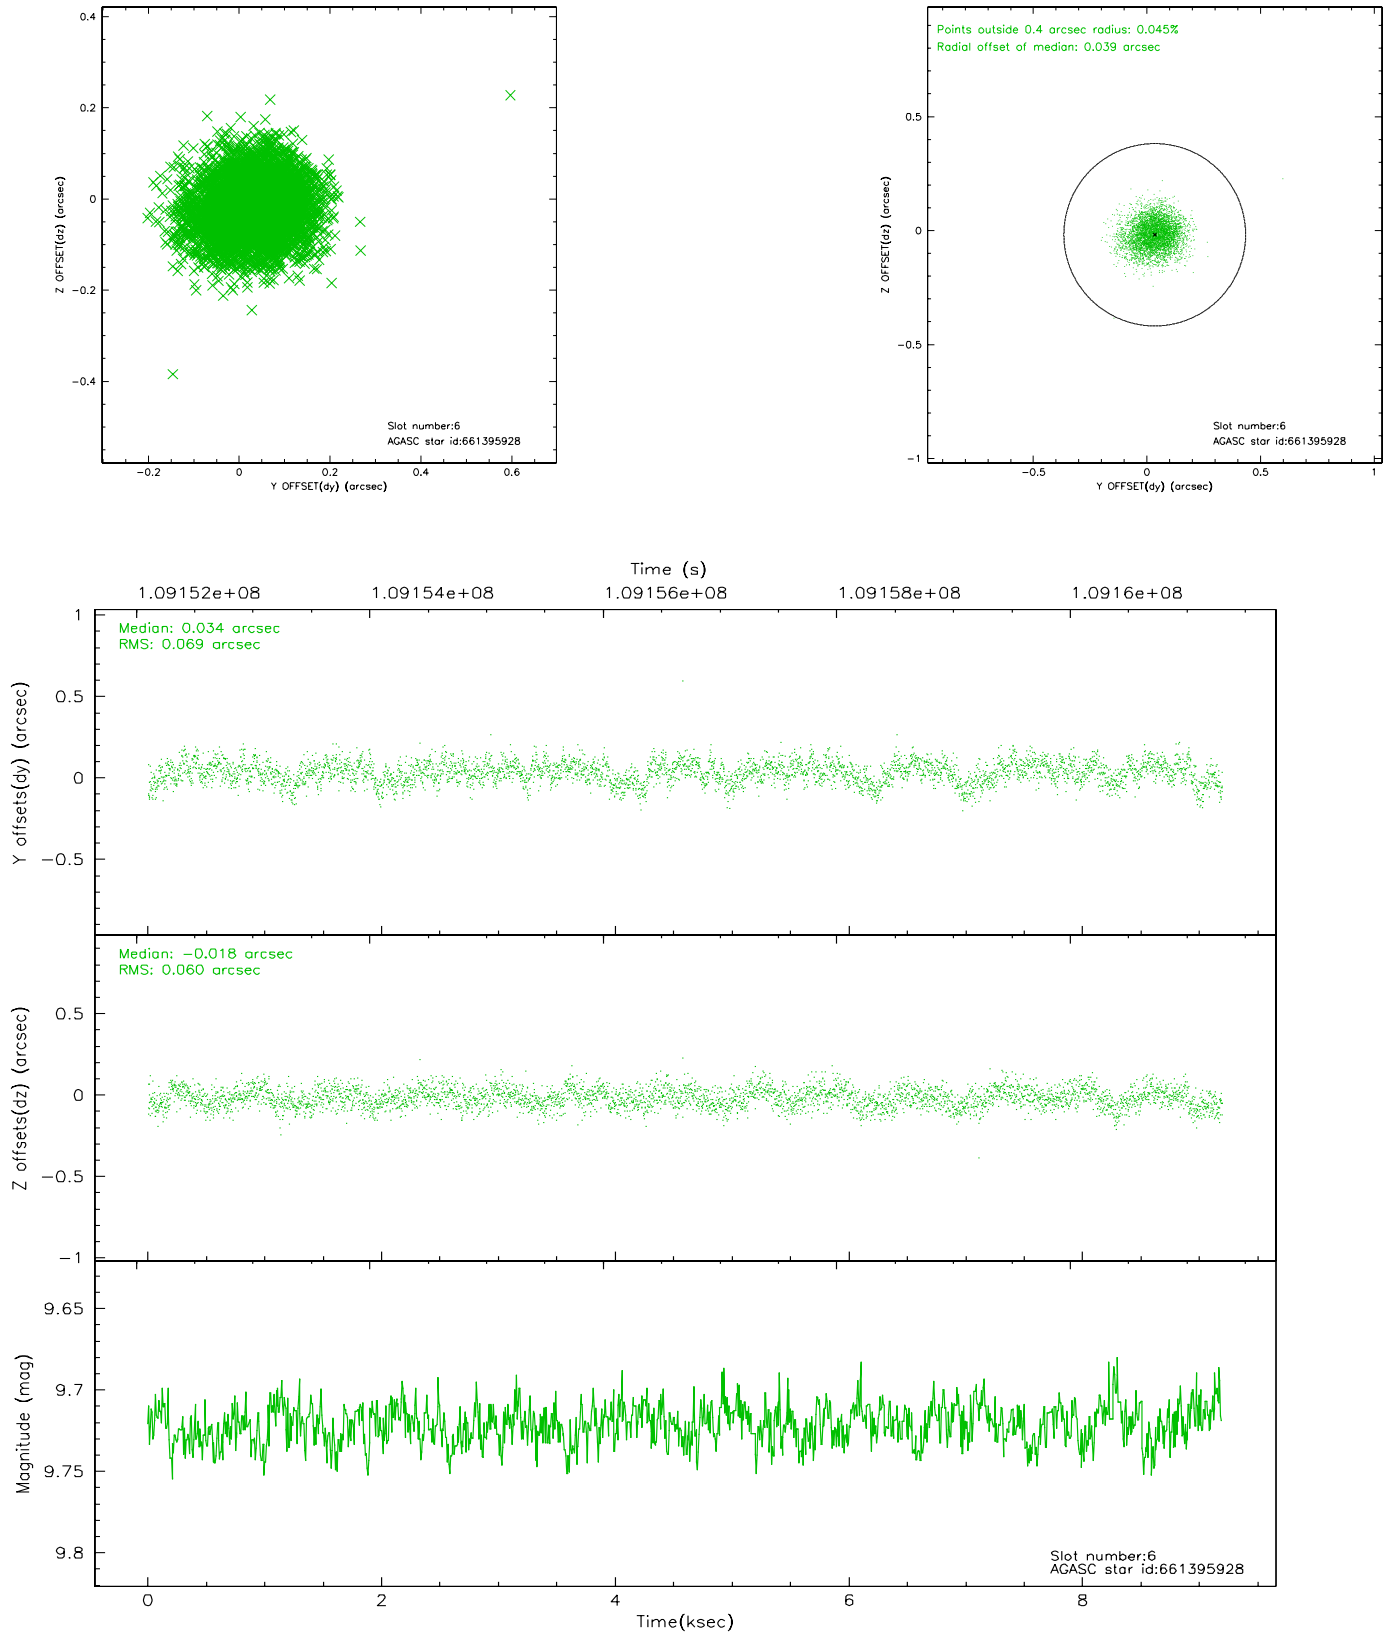 0.4
0.2
0
−0.2
−0.4
Z OFFSET(dz) (arcsec)
Slot number:6
AGASC star id:661395928
−0.2
0
0.2
0.4
0.6
Y OFFSET(dy) (arcsec)
Points outside 0.4 arcsec radius: 0.045%
Radial offset of median: 0.039 arcsec
0.5
0
−0.5
−1
Z OFFSET(dz) (arcsec)
Slot number:6
AGASC star id:661395928
−0.5
0
0.5
1
Y OFFSET(dy) (arcsec)
Time (s)
1.09152e+08
1.09154e+08
1.09156e+08
1.09158e+08
1.0916e+08
Median: 0.034 arcsec
RMS: 0.069 arcsec
1
0.5
0
−0.5
Y offsets(dy) (arcsec)
Median: −0.018 arcsec
RMS: 0.060 arcsec
0.5
0
−0.5
−1
Z offsets(dz) (arcsec)
9.65
9.7
9.75
9.8
Magnitude (mag)
Slot number:6
AGASC star id:661395928
0
2
4
6
8
Time(ksec)